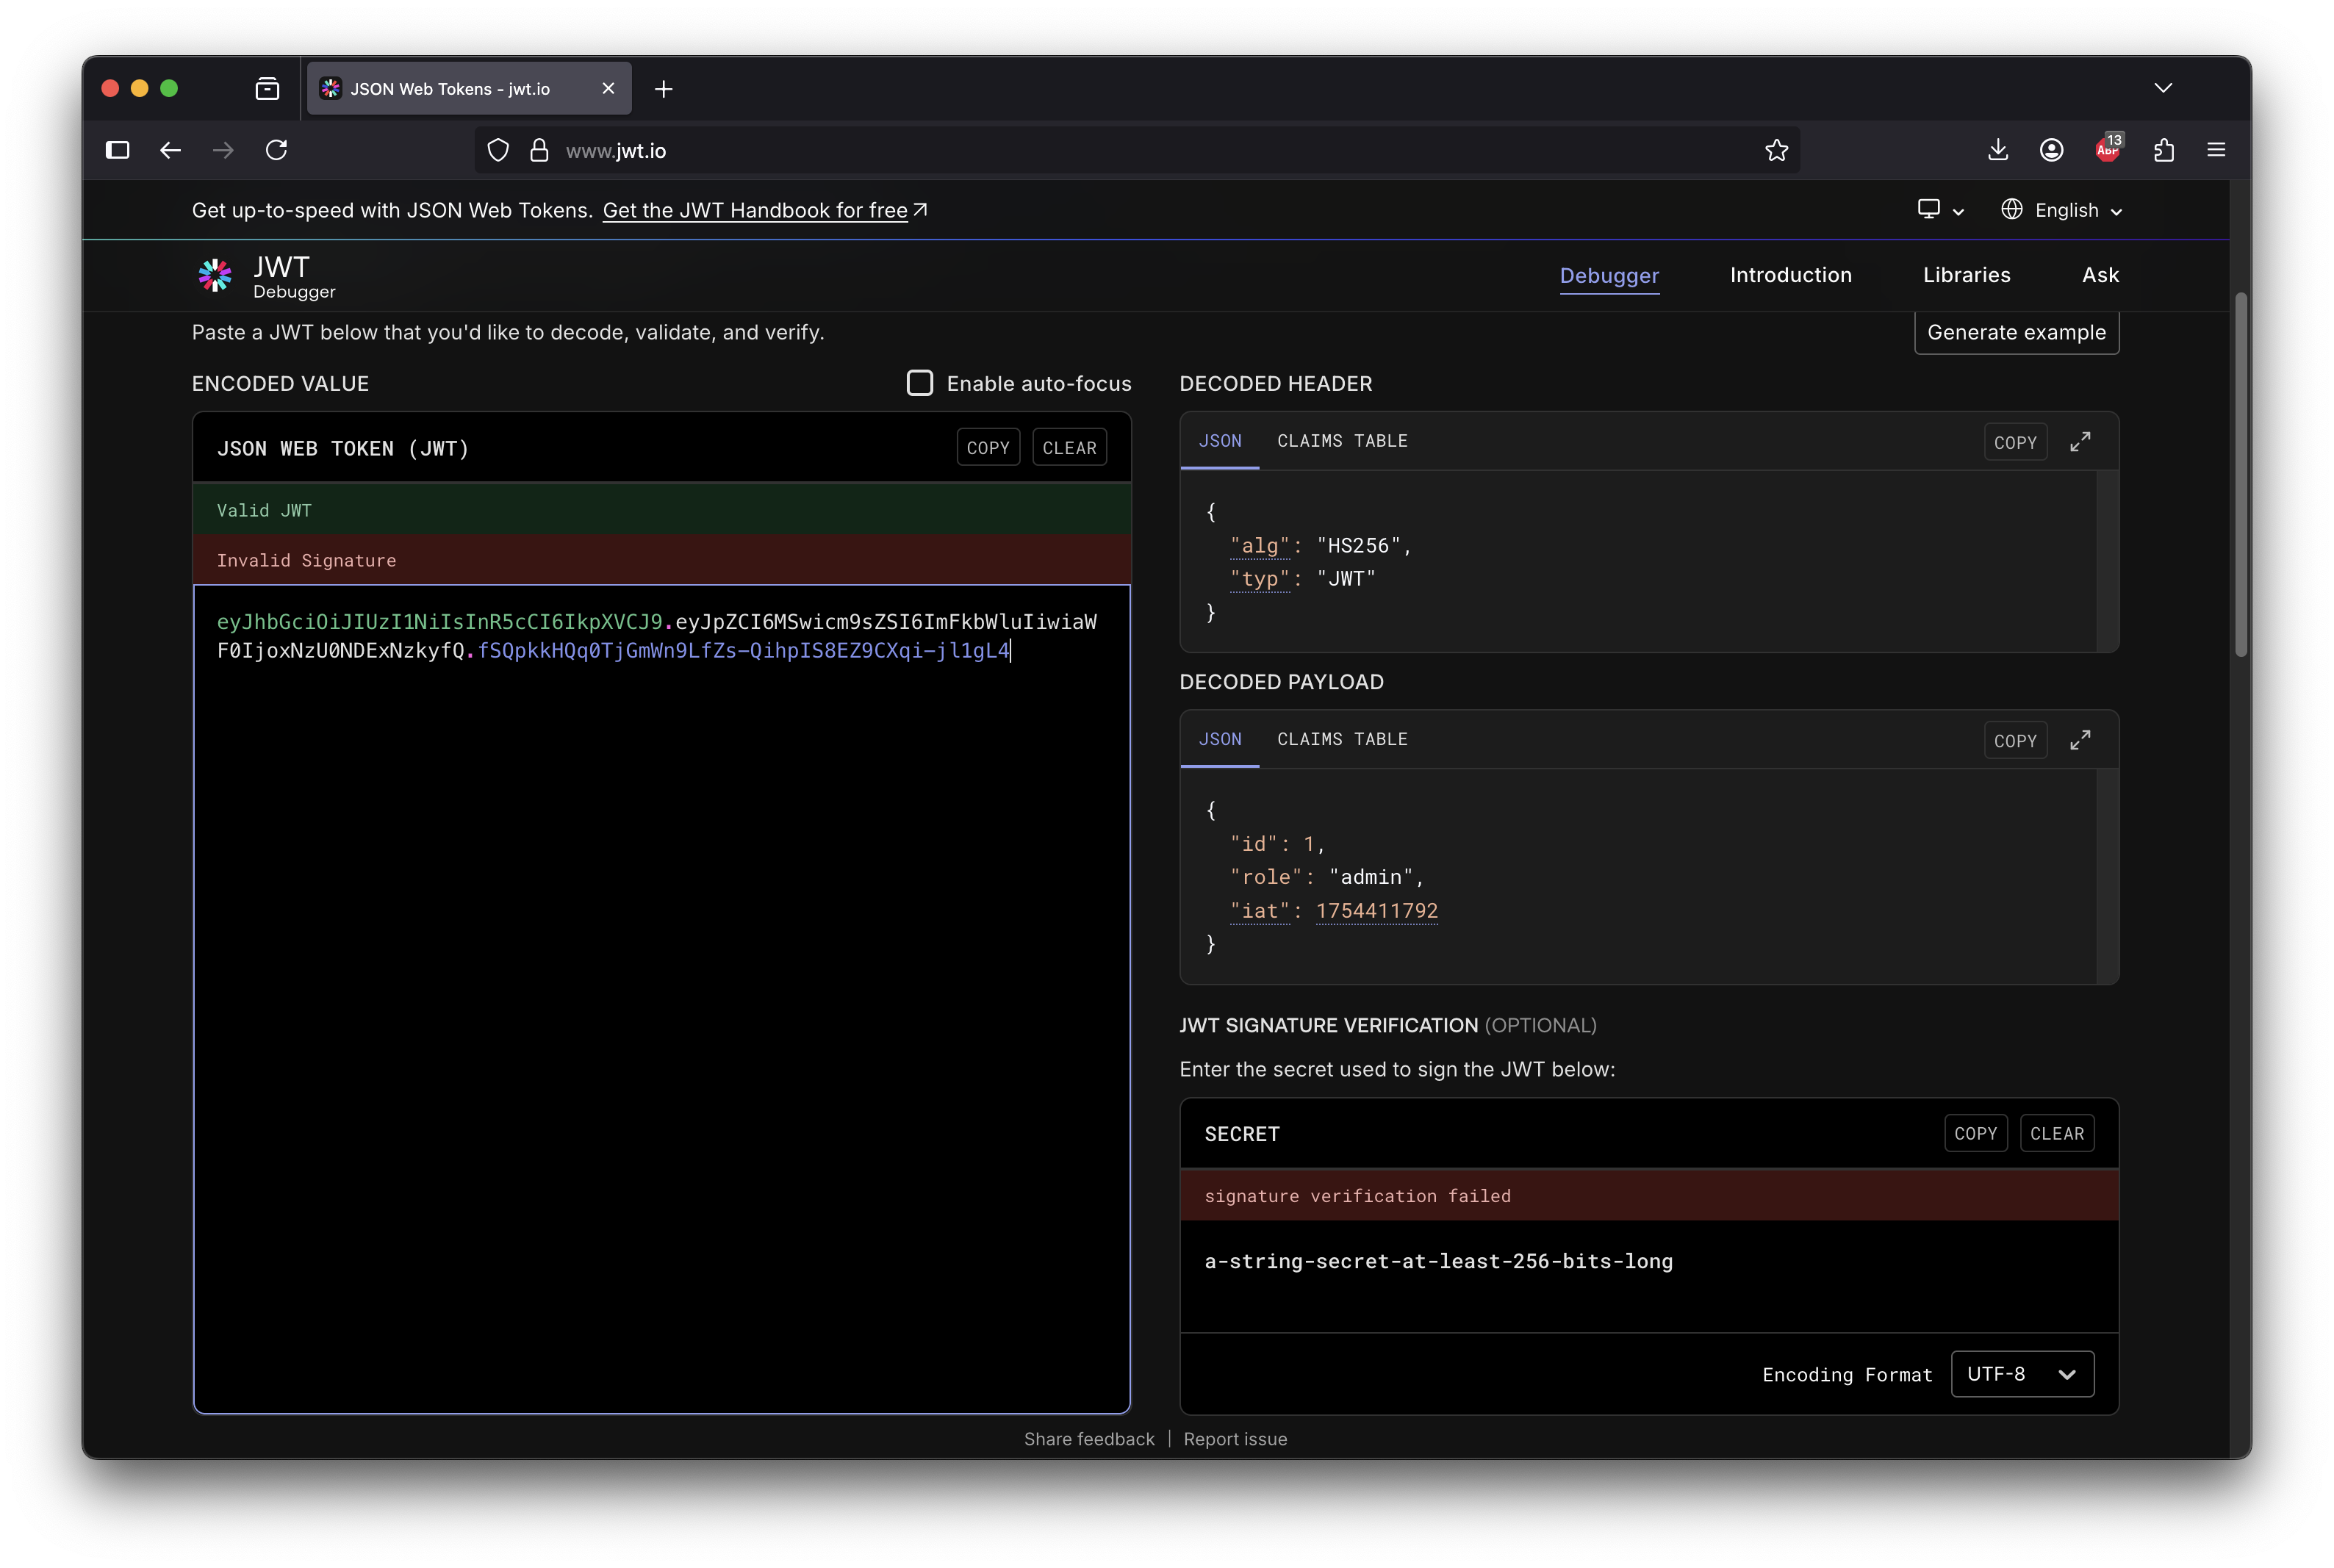 JSON Web Tokens - jwt.io
www.jwt.io
13
ABP
Get up-to-speed with JSON Web Tokens. Get the JWT Handbook for free
English
JWT
Debugger
Debugger
Introduction
Libraries
Ask
Paste a JWT below that you'd like to decode, validate, and verify.
Generate example
ENCODED VALUE
Enable auto-focus
JSON WEB TOKEN (JWT)
COPY
CLEAR
Valid JWT
Invalid Signature
eyJhbGciOiJIUzI1NiIsInR5cCI6IkpXVCJ9.eyJpZCI6MSwicm9sZSI6ImFkbWluIiwiaW
F0IjoxNzU0NDExNzkyfQ.fSQpkkHQq0TjGmWn9LfZs-QihpIS8EZ9CXqi-jl1gL4
DECODED HEADER
JSON
CLAIMS TABLE
COPY
{
"alg": "HS256",
"typ": "JWT"
}
DECODED PAYLOAD
JSON
CLAIMS TABLE
COPY
{
"id": 1,
"role": "admin",
"iat": 1754411792
}
JWT SIGNATURE VERIFICATION (OPTIONAL)
Enter the secret used to sign the JWT below:
SECRET
COPY
CLEAR
signature verification failed
a-string-secret-at-least-256-bits-long
Encoding Format
UTF-8
Share feedback | Report issue